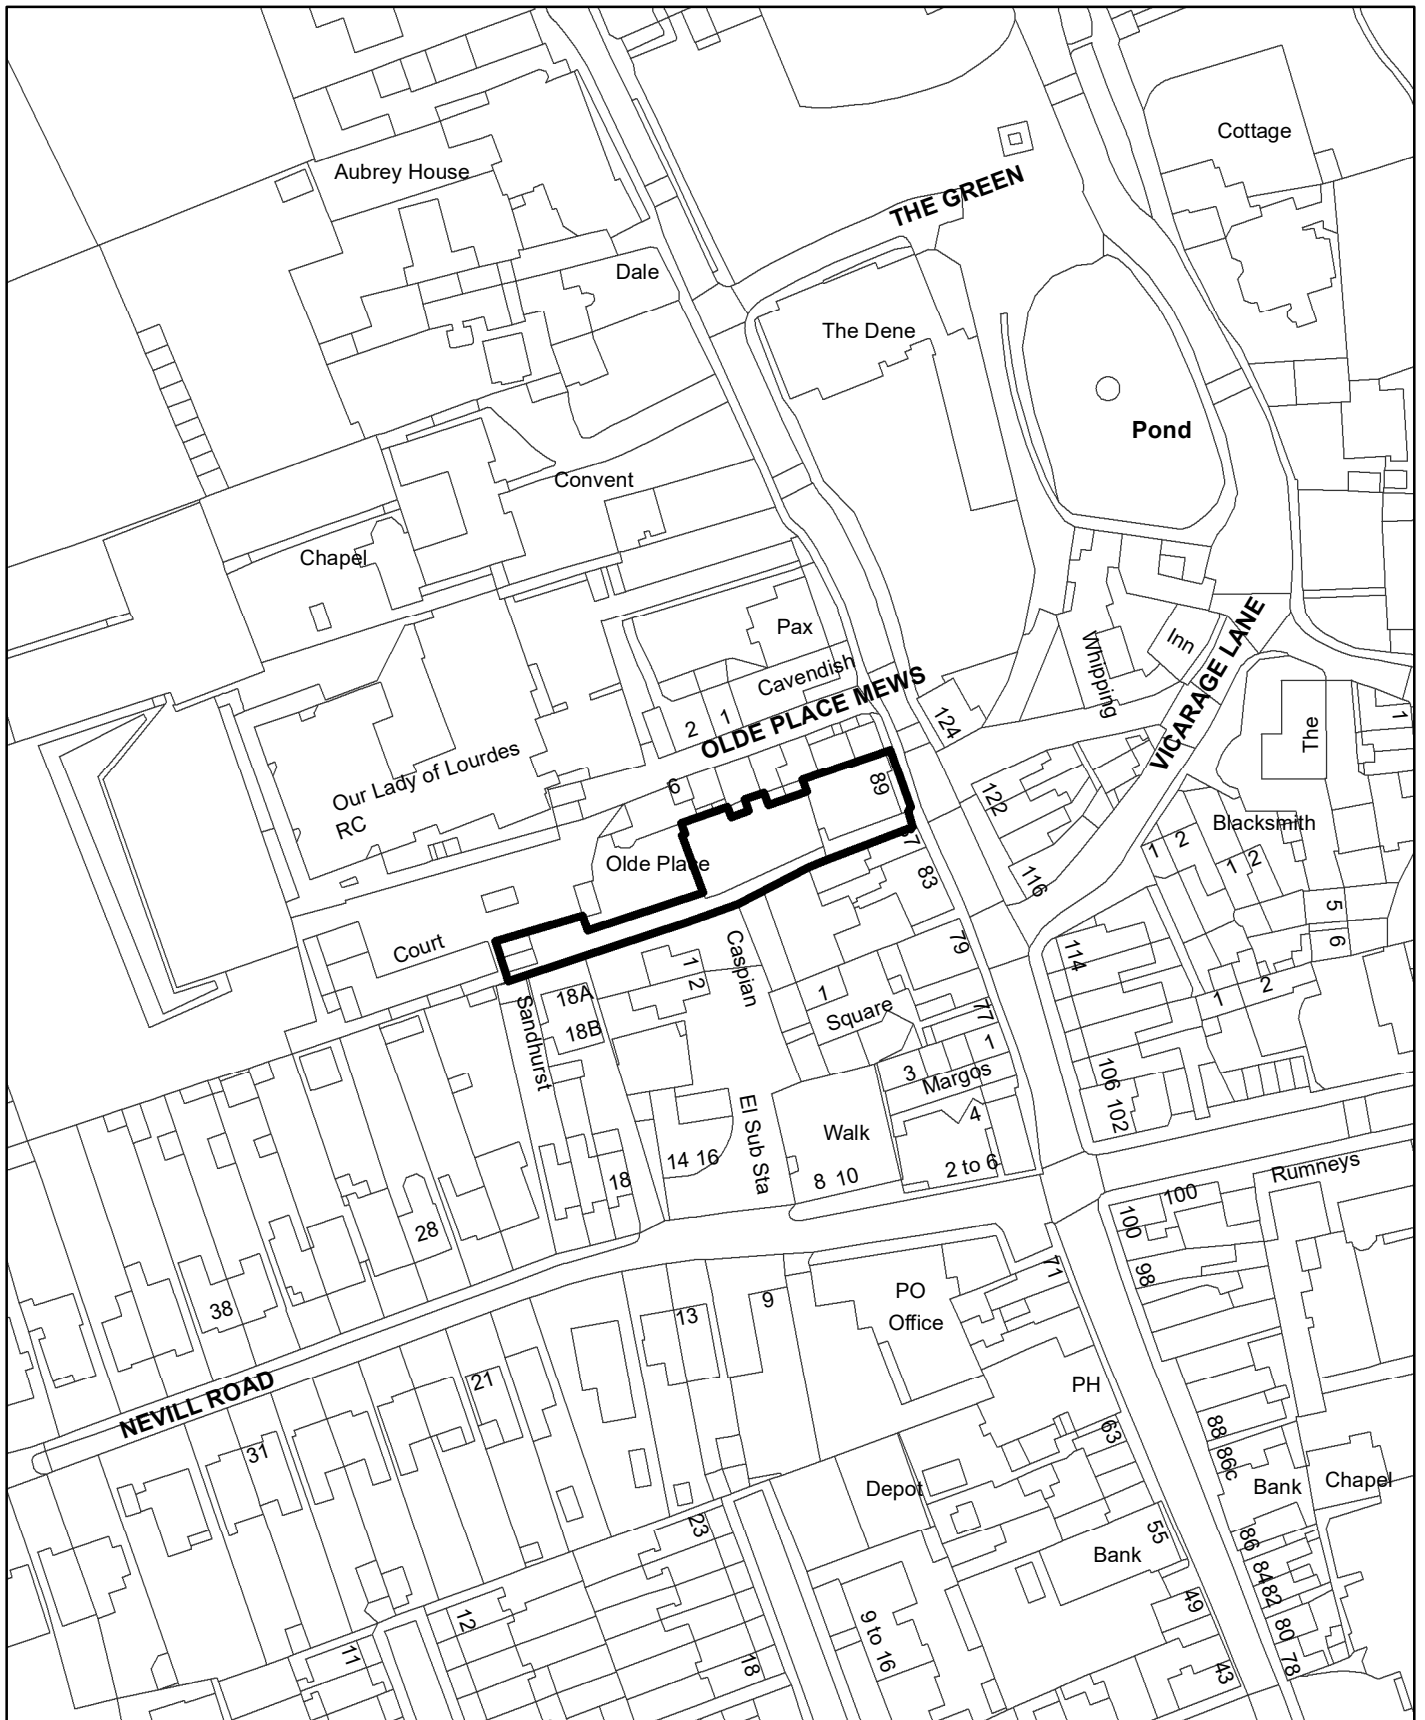 Cottage
Aubrey House
THE GREEN
Dale
The Dene
Pond
Convent
Chapel
Pax
Whipping
Inn
VICARAGE LANE
Cavendish
2
1
OLDE PLACE MEWS
124
The
1
Our Lady of Lourdes
RC
6
89
122
Blacksmith
Olde Place
83
116
1
2
1
2
5
6
Court
Caspian
79
114
1
2
18A
18B
Sandhurst
1
Square
77
1
2
1
3
Margos
4
106
102
El Sub Sta
Walk
14
16
8
10
2 to 6
18
Rumneys
100
100
28
98
71
38
PO
Office
9
13
21
PH
NEVILL ROAD
31
63
88
86c
Depot
Bank
Chapel
23
55
Bank
86
84
82
49
80
78
12
9 to 16
11
18
43